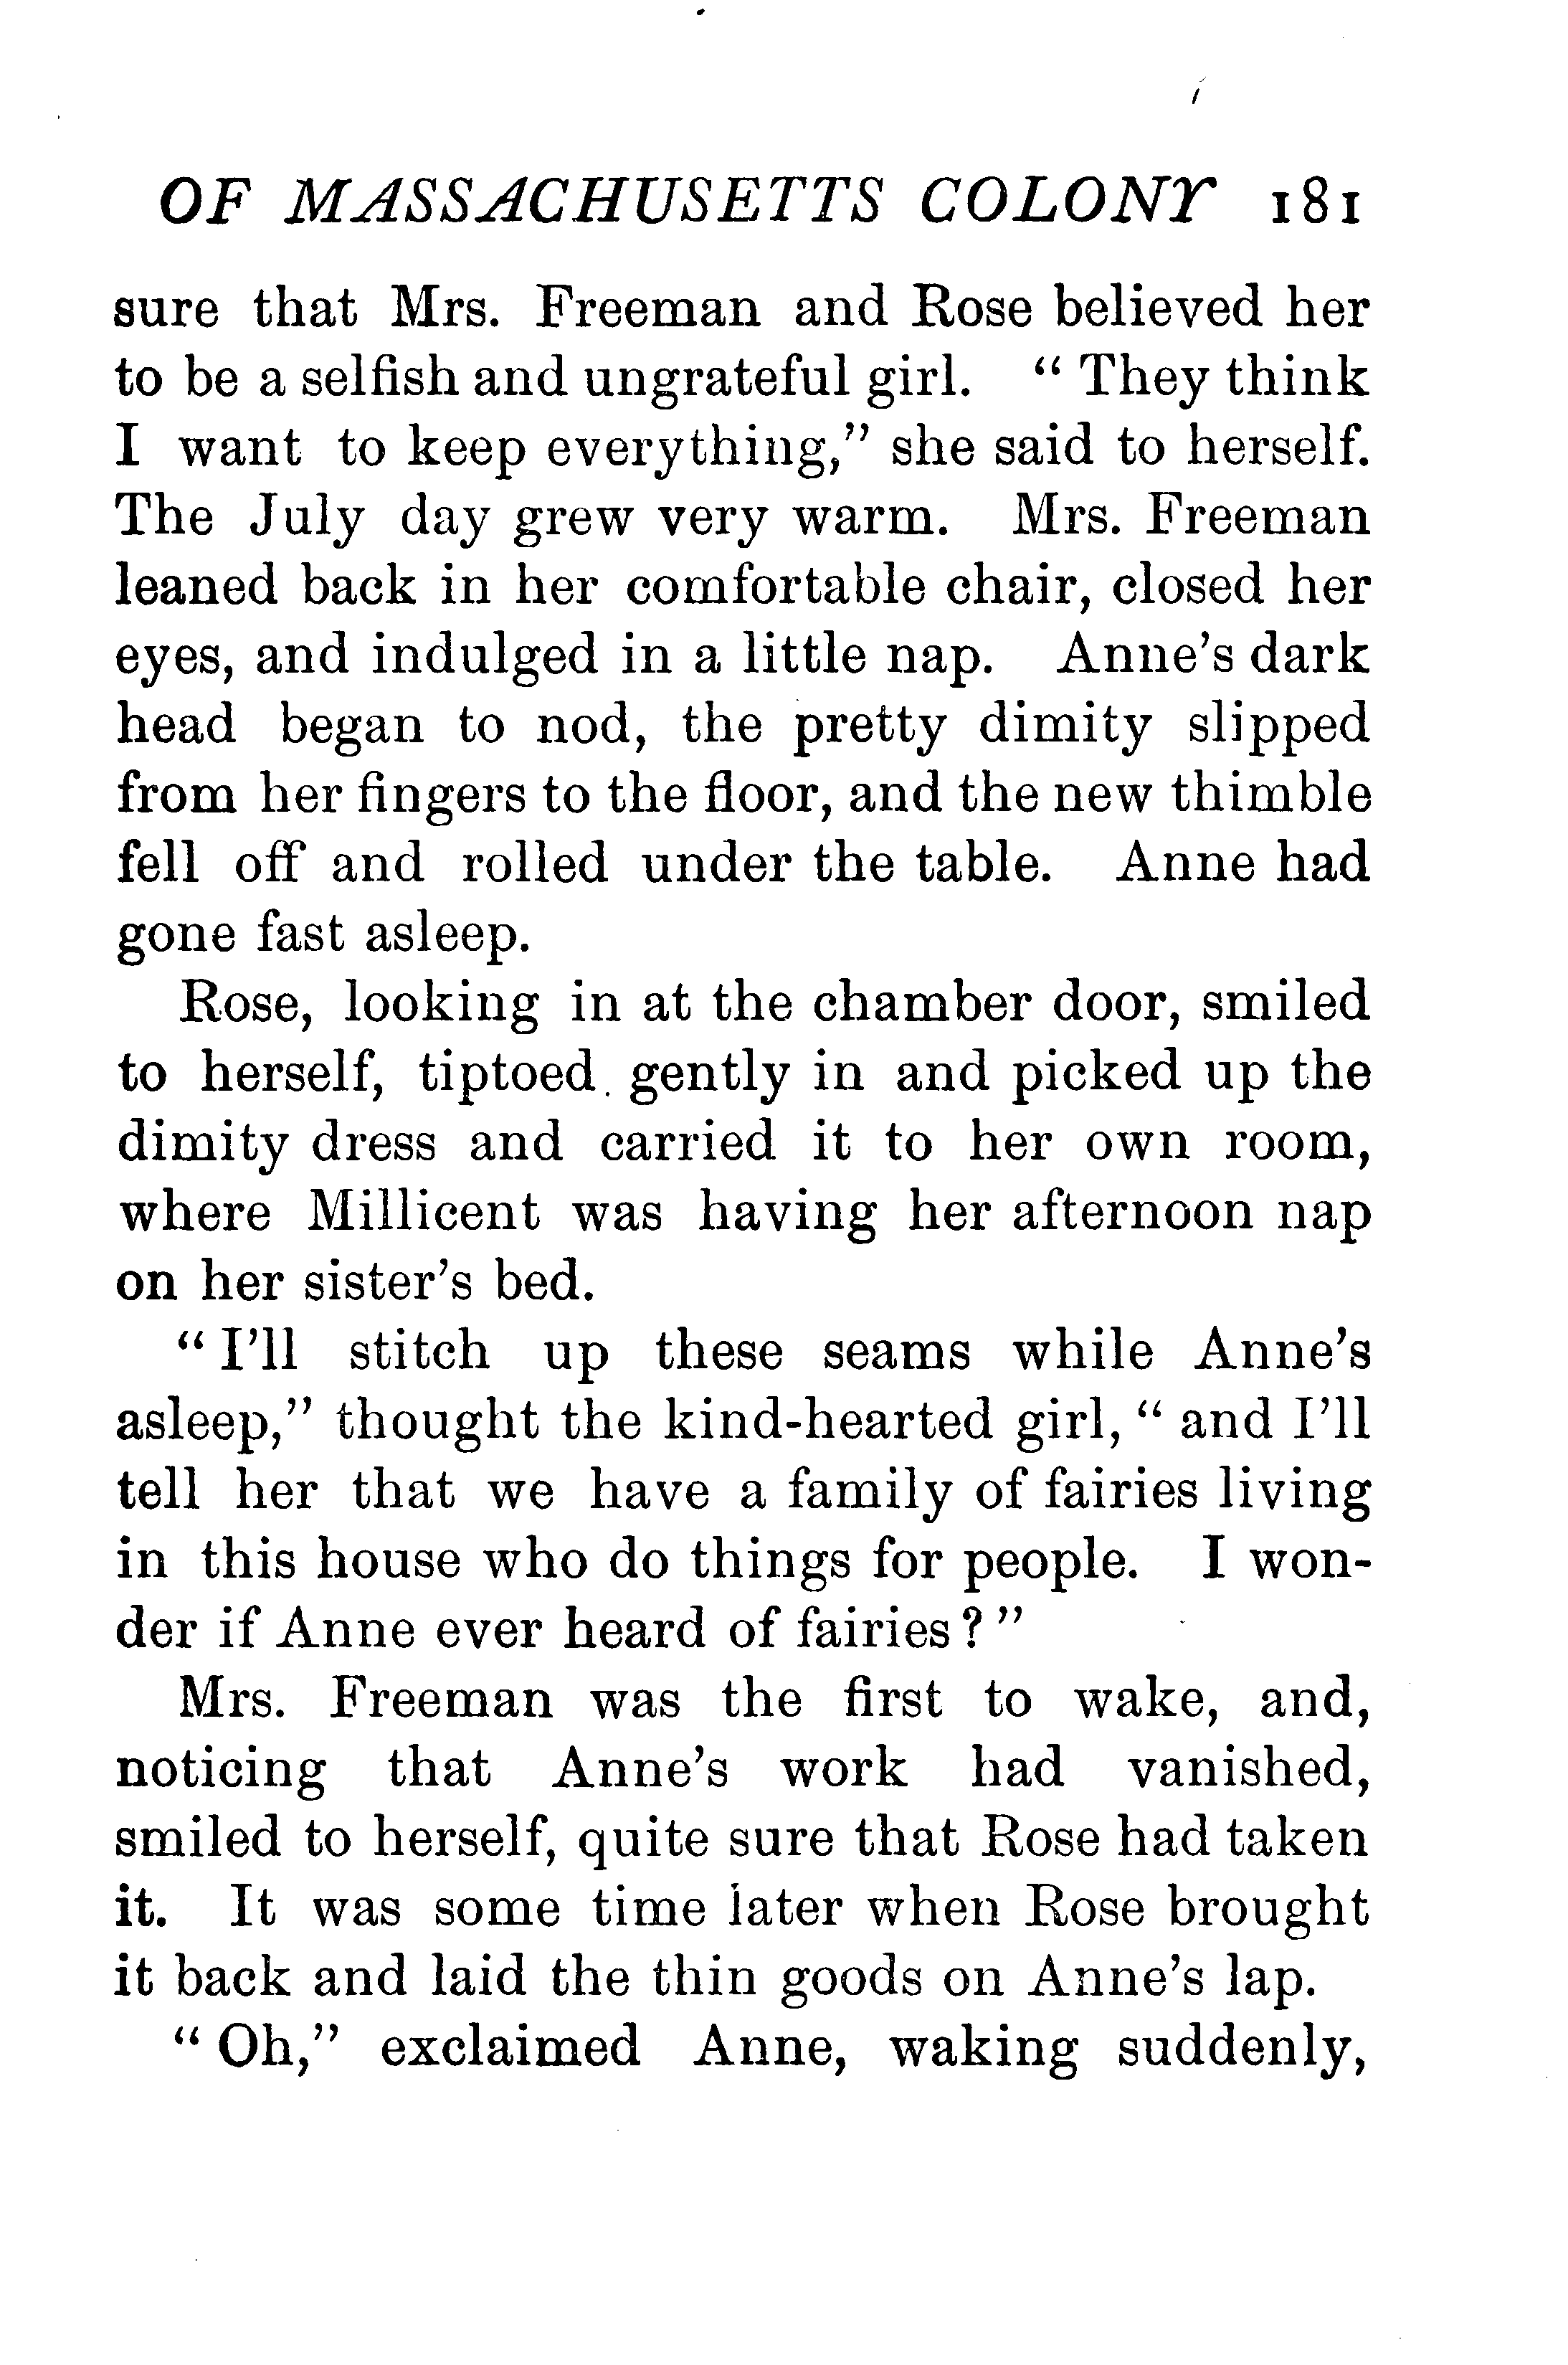 OF MASSACHUSETTS COLONY 181
sure that Mrs. Freeman and Rose believed her
to be a selfish and ungrateful girl. “ They think
I want to keep everything,” she said to herself.
The July day grew very warm. Mrs. Freeman
leaned back in her comfortable chair, closed her
eyes, and indulged in a little nap. Anne’s dark
head began to nod, the pretty dimity slipped
from her fingers to the floor, and the new thimble
fell off and rolled under the table. Anne had
gone fast asleep.
Rose, looking in at the chamber door, smiled
to herself, tiptoed gently in and picked up the
dimity dress and carried it to her own room,
where Millicent was having her afternoon nap
on her sister’s bed.
“ I’ll stitch up these seams while Anne’s
asleep,” thought the kind-hearted girl, “ and I’ll
tell her that we have a family of fairies living
in this house who do things for people. I won-
der if Anne ever heard of fairies ? ”
Mrs. Freeman was the first to wake, and,
noticing that Anne’s work had vanished,
smiled to herself, quite sure that Rose had taken
it. It was some time later when Rose brought
it back and laid the thin goods on Anne’s lap.
“ Oh,” exclaimed Anne, waking suddenly,